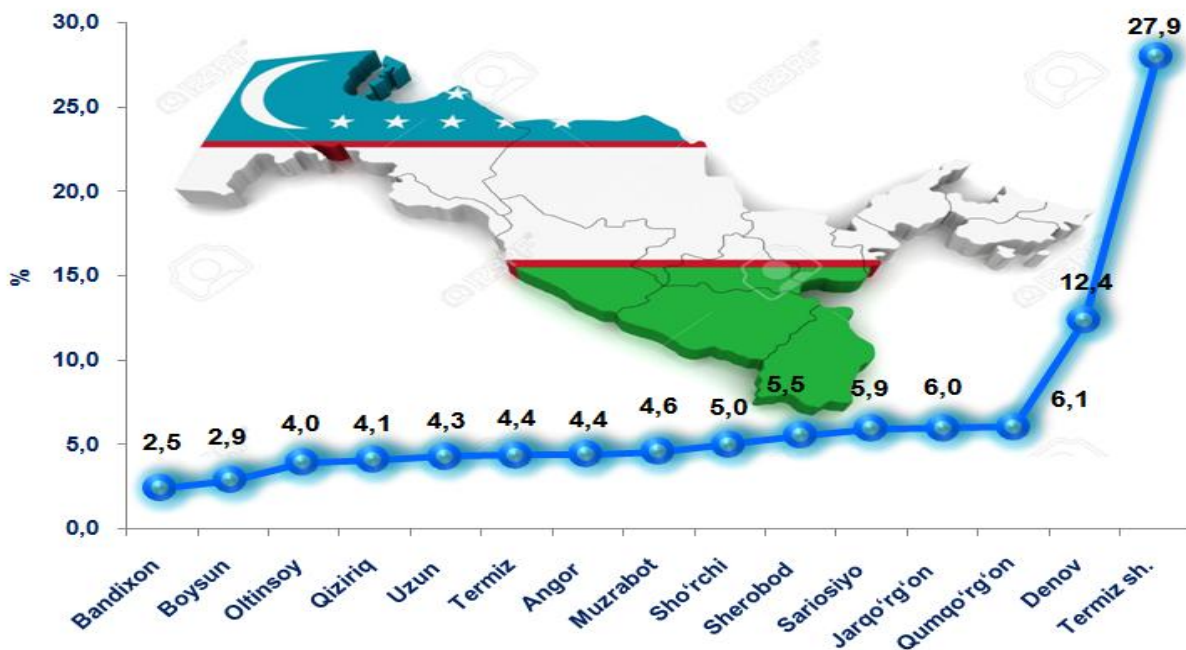 30,0
25,0
20,0
15,0
10,0
5,0
0,0
%
2,5
2,9
4,0
4,1
4,3
4,4
4,4
4,6
5,0
5,5
5,9
6,0
6,1
12,4
27,9
Bandixon
Boysun
Oltinsoy
Qiziriq
Uzun
Termiz
Angor
Muzrabot
Sho‘rchi
Sherobod
Sariosiyo
Jarqo‘rg‘on
Qumqo‘rg‘on
Denov
Termiz sh.